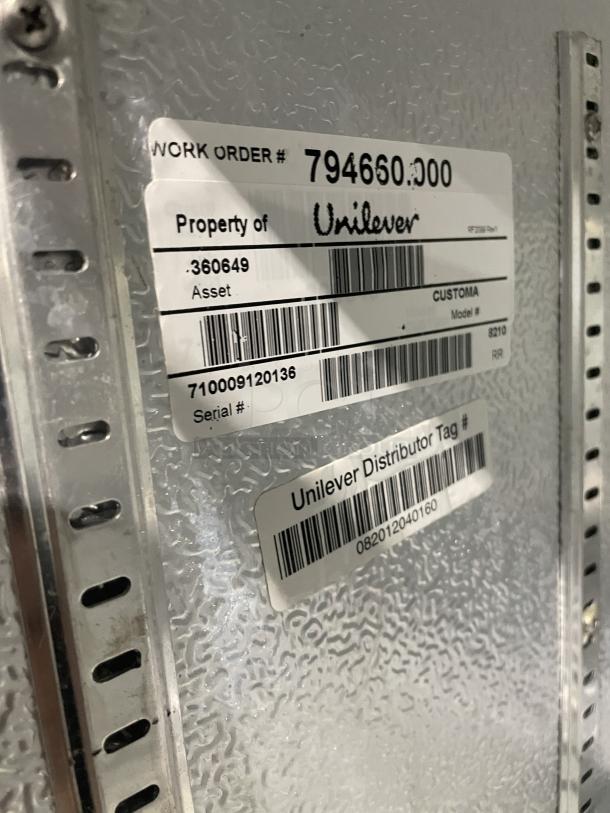 WORK ORDER # 794660.000
Property of Unilever
360649
Asset
CUSTOMA
Model #
8210
RR
710009120136
Serial #
Unilever Distributor Tag #
082012040160